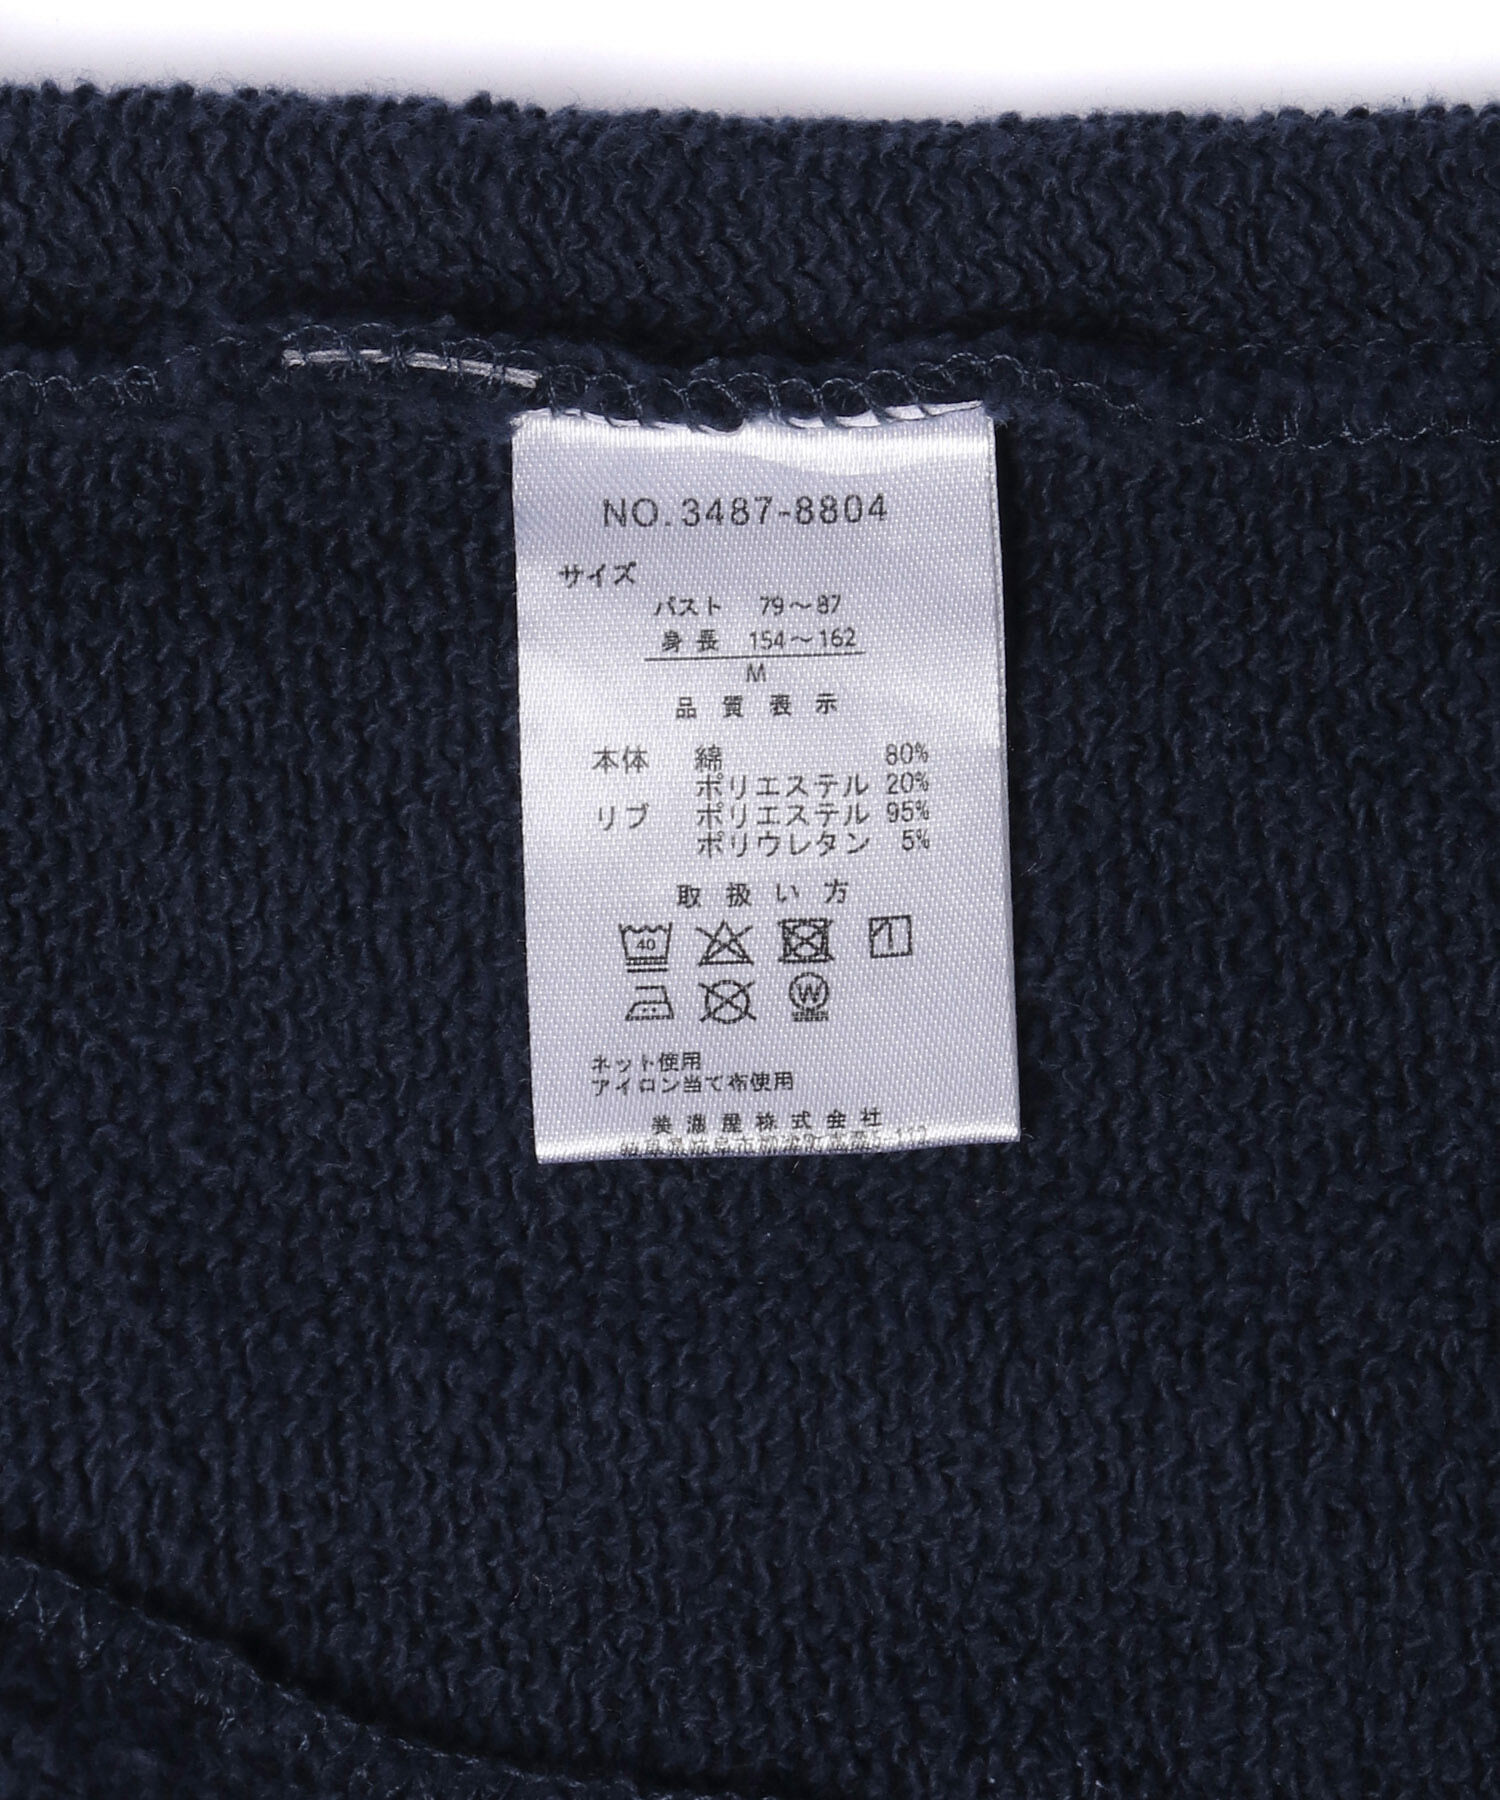 NO.3487-8804
サイズ
バスト 79～87
身長 154～162
M
品質表示
本体 綿 80%
ポリエステル 20%
リブ ポリエステル 95%
ポリウレタン 5%
取扱い方
40
W
ネット使用
アイロン当て布使用
美濃屋株式会社